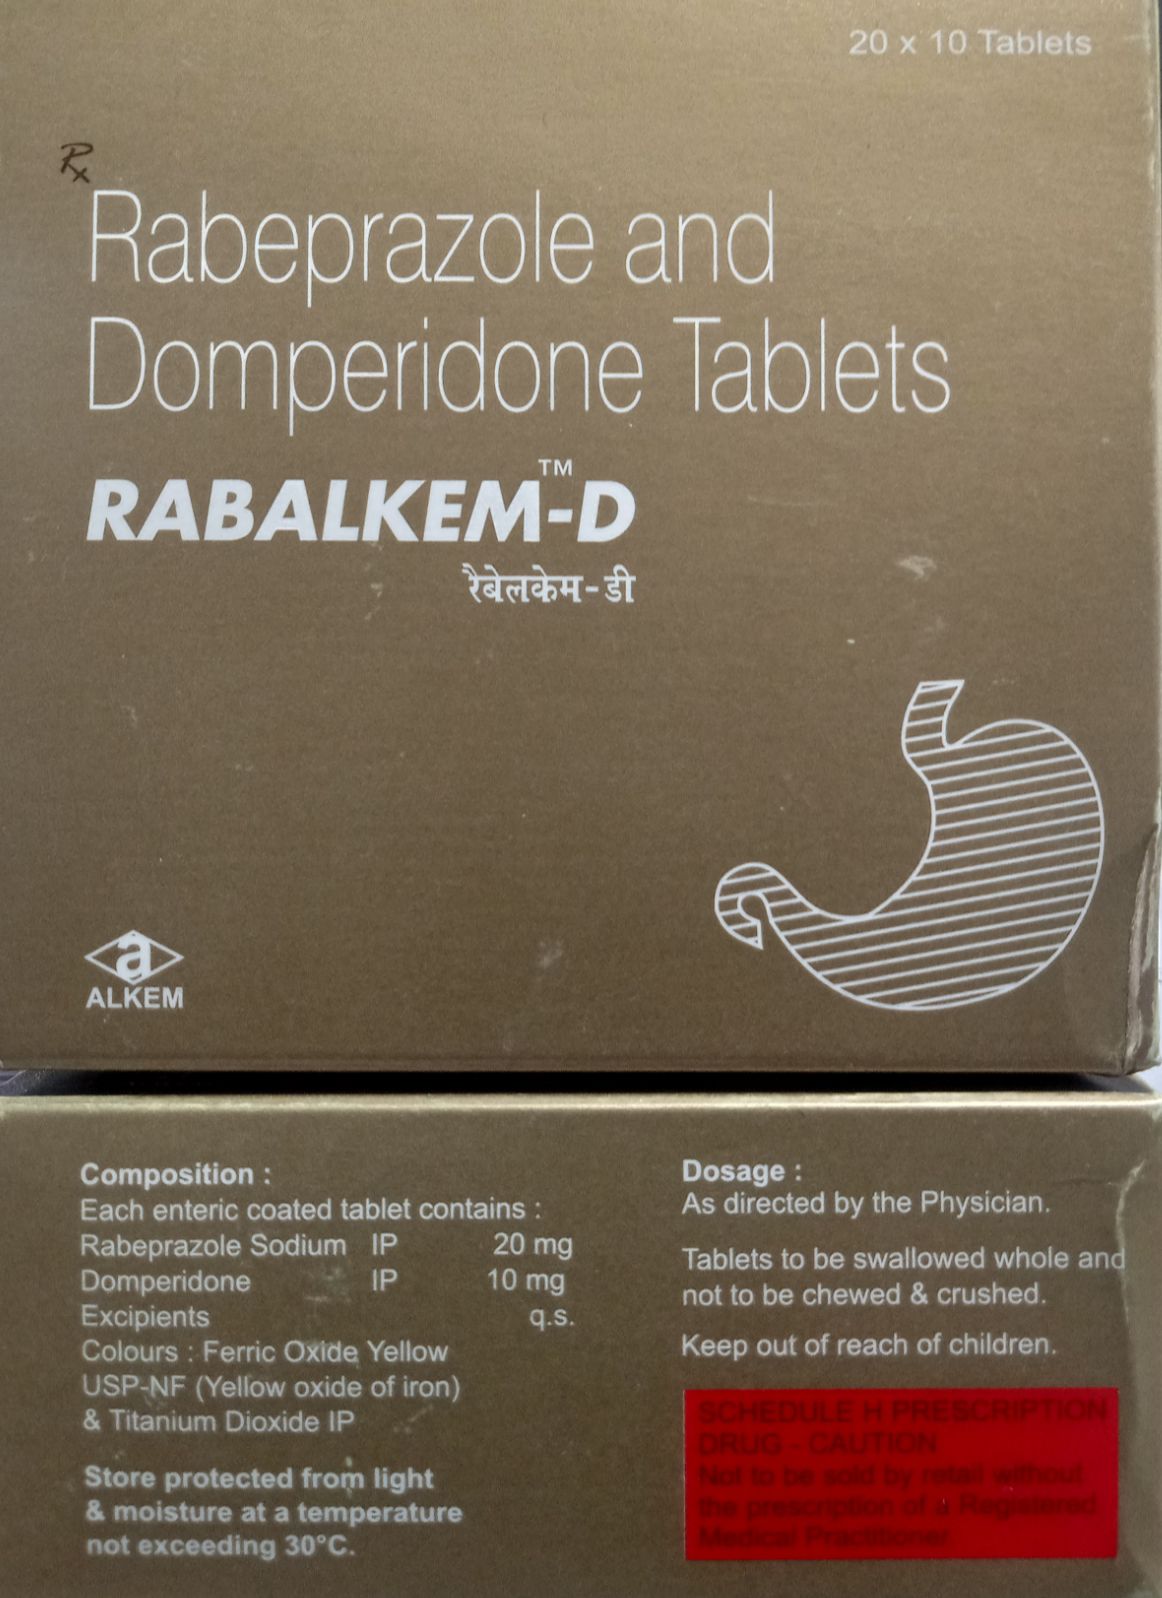 20 x 10 Tablets
Rx
Rabeprazole and
Domperidone Tablets
RABALKEM™-D
रैबेलकेम-डी
a
ALKEM
Composition :
Each enteric coated tablet contains :
Rabeprazole Sodium IP 20 mg
Domperidone IP 10 mg
Excipients q.s.
Colours : Ferric Oxide Yellow
USP-NF (Yellow oxide of iron)
& Titanium Dioxide IP
Store protected from light
& moisture at a temperature
not exceeding 30°C.
Dosage :
As directed by the Physician.
Tablets to be swallowed whole and
not to be chewed & crushed.
Keep out of reach of children.
SCHEDULE H PRESCRIPTION
DRUG - CAUTION
Not to be sold by retail without
the prescription of a Registered
Medical Practitioner